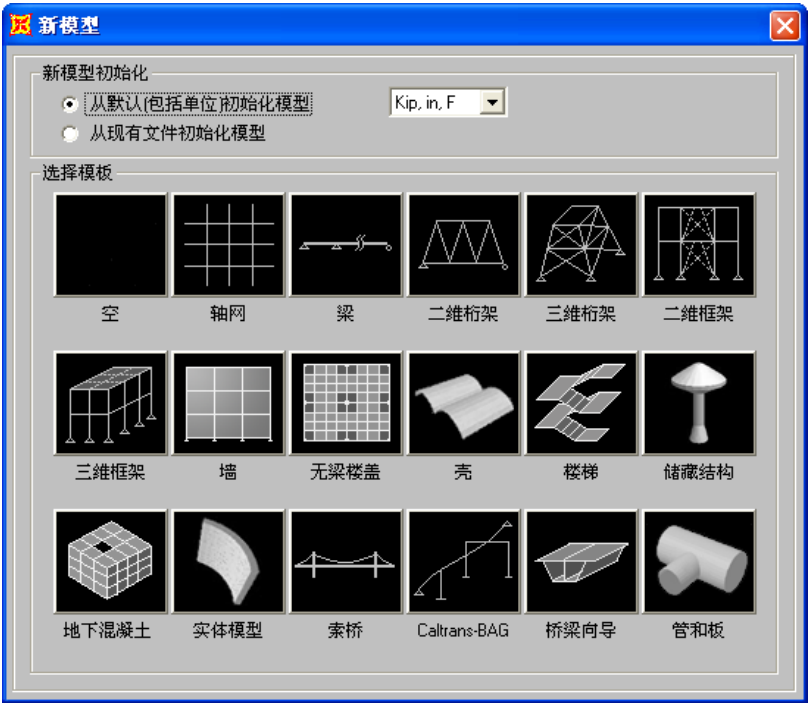 新模型
新模型初始化
从默认(包括单位)初始化模型
Kip, in, F
从现有文件初始化模型
选择模板
空 轴网 梁 二维桁架 三维桁架 二维框架
三维框架 墙 无梁楼盖 壳 楼梯 储藏结构
地下混凝土 实体模型 索桥 Caltrans-BAG 桥梁向导 管和板